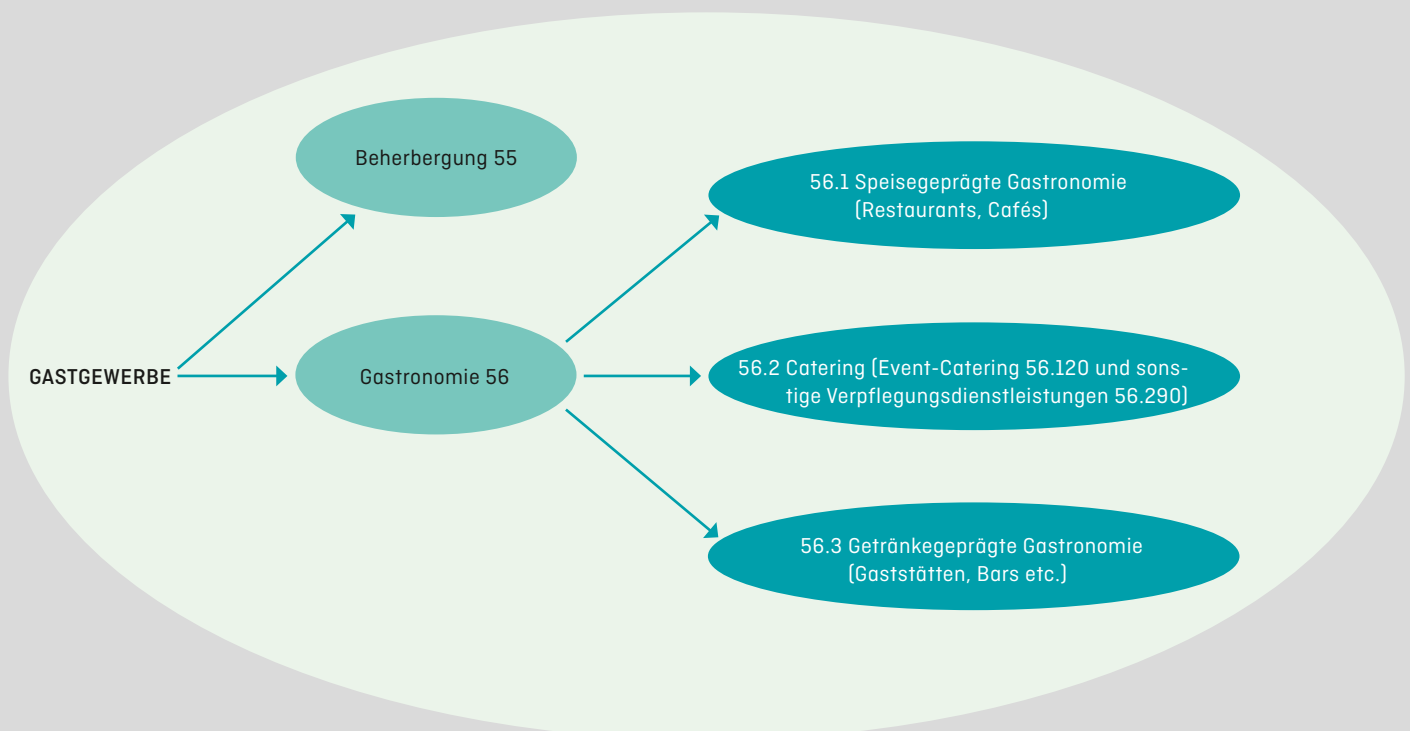 Beherbergung 55
GASTGEWERBE
Gastronomie 56
56.1 Speisegeprägte Gastronomie
(Restaurants, Cafés)
56.2 Catering (Event-Catering 56.120 und sons-
tige Verpflegungsdienstleistungen 56.290)
56.3 Getränkegeprägte Gastronomie
(Gaststätten, Bars etc.)